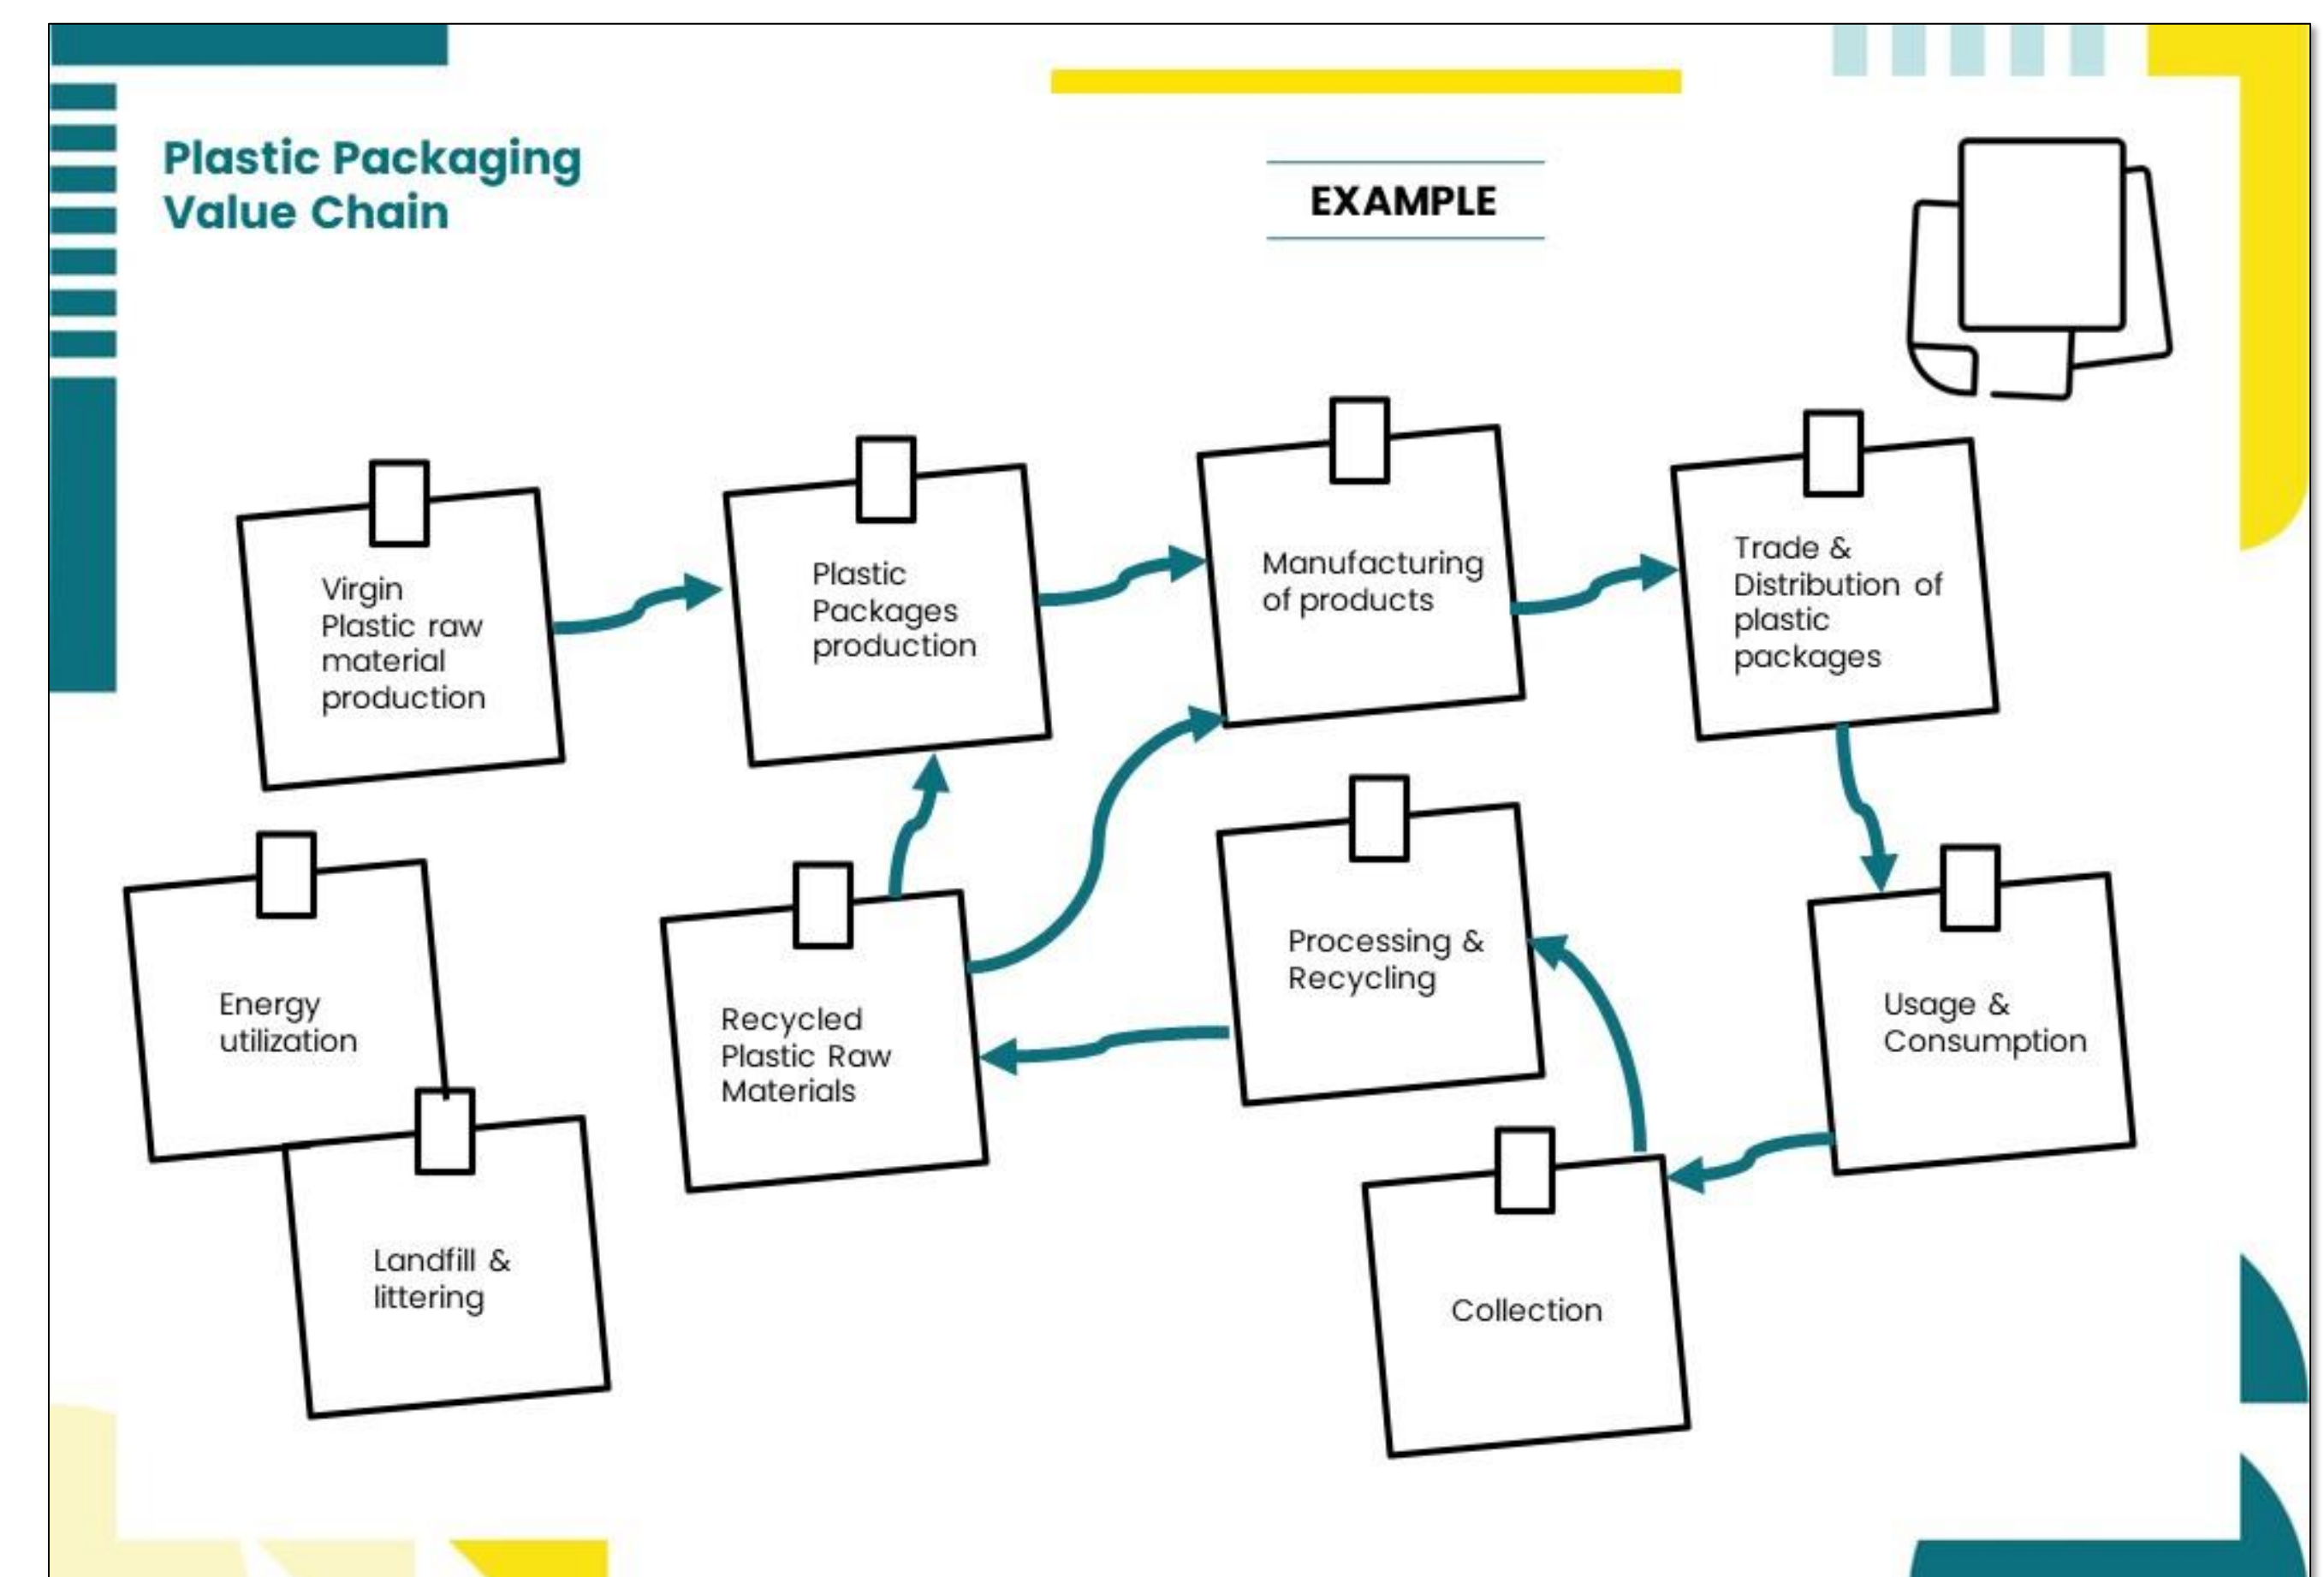 Plastic Packaging
Value Chain
EXAMPLE
Virgin
Plastic raw
material
production
Plastic
Packages
production
Manufacturing
of products
Trade &
Distribution of
plastic
packages
Energy
utilization
Recycled
Plastic Raw
Materials
Processing &
Recycling
Usage &
Consumption
Landfill &
littering
Collection